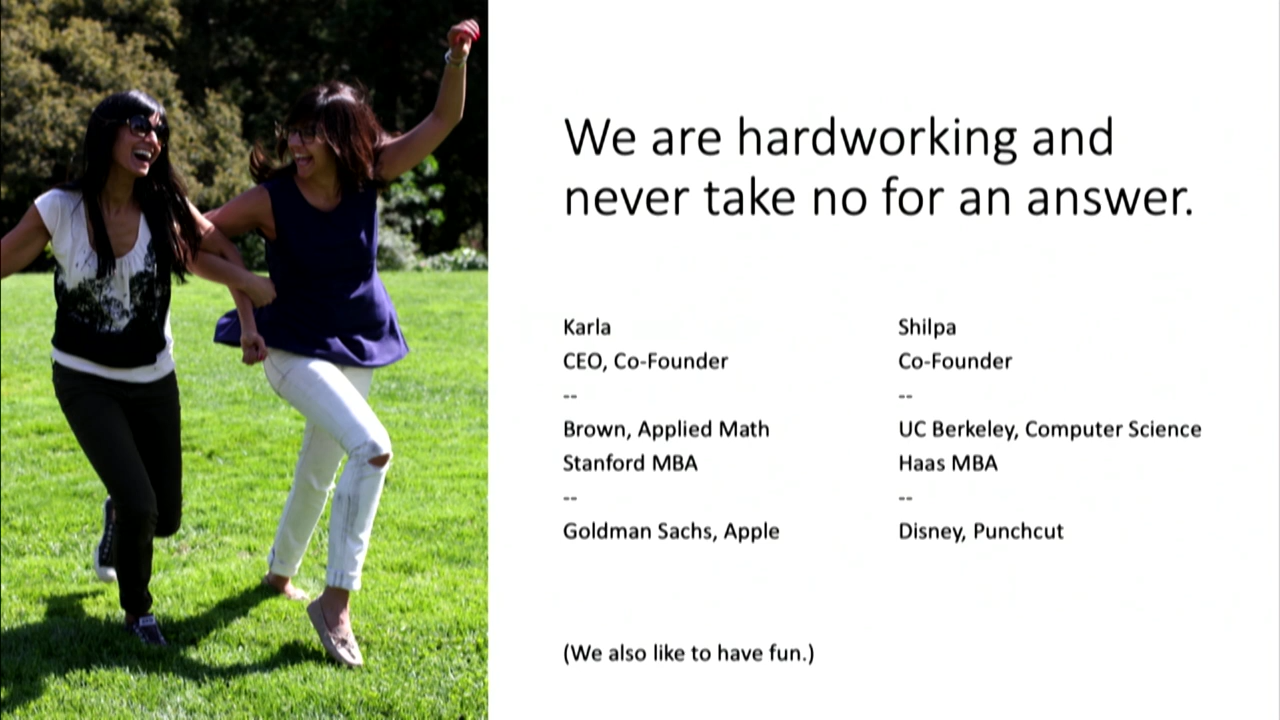 We are hardworking and
never take no for an answer.
Karla
CEO, Co-Founder
--
Brown, Applied Math
Stanford MBA
--
Goldman Sachs, Apple
Shilpa
Co-Founder
--
UC Berkeley, Computer Science
Haas MBA
--
Disney, Punchcut
(We also like to have fun.)